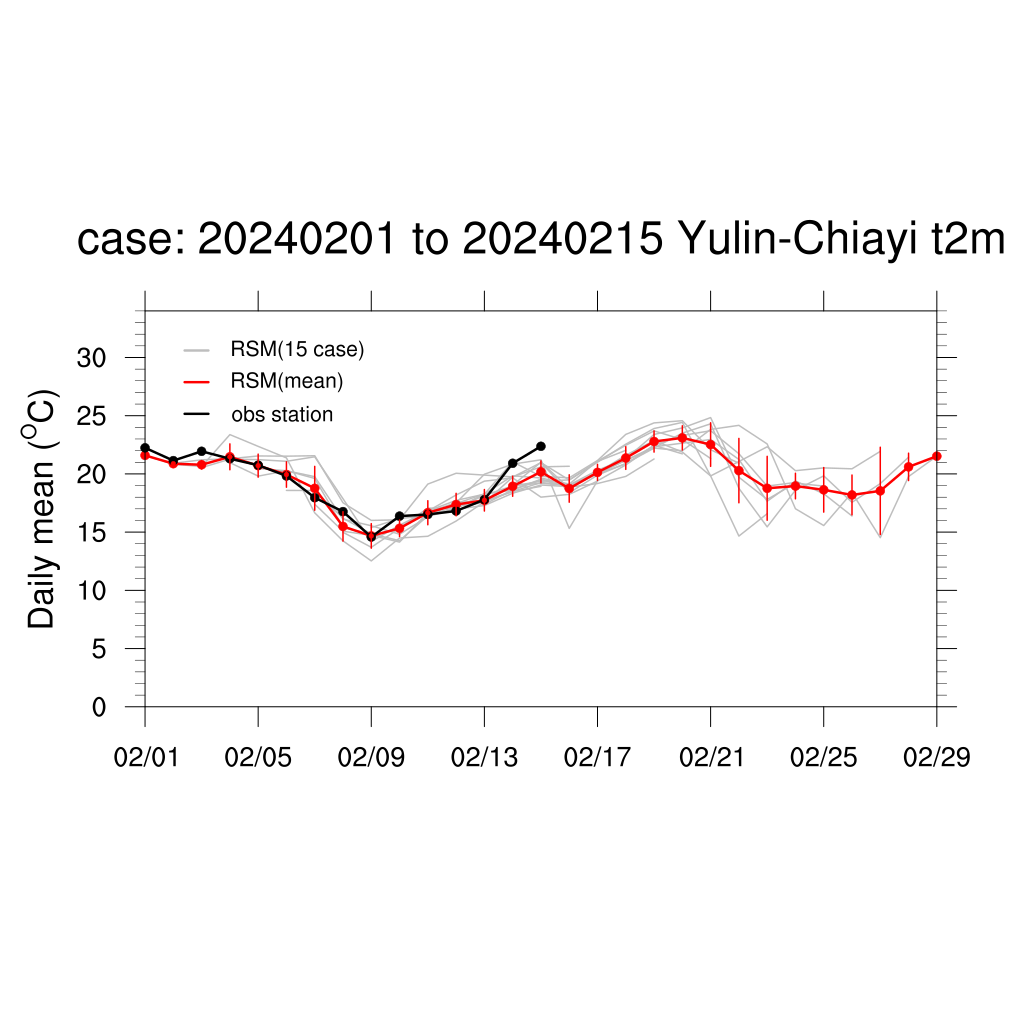 case: 20240201 to 20240215 Yulin-Chiayi t2m
RSM(15 case)
RSM(mean)
obs station
Daily mean (°C)
30
25
20
15
10
5
0
02/01 02/05 02/09 02/13 02/17 02/21 02/25 02/29